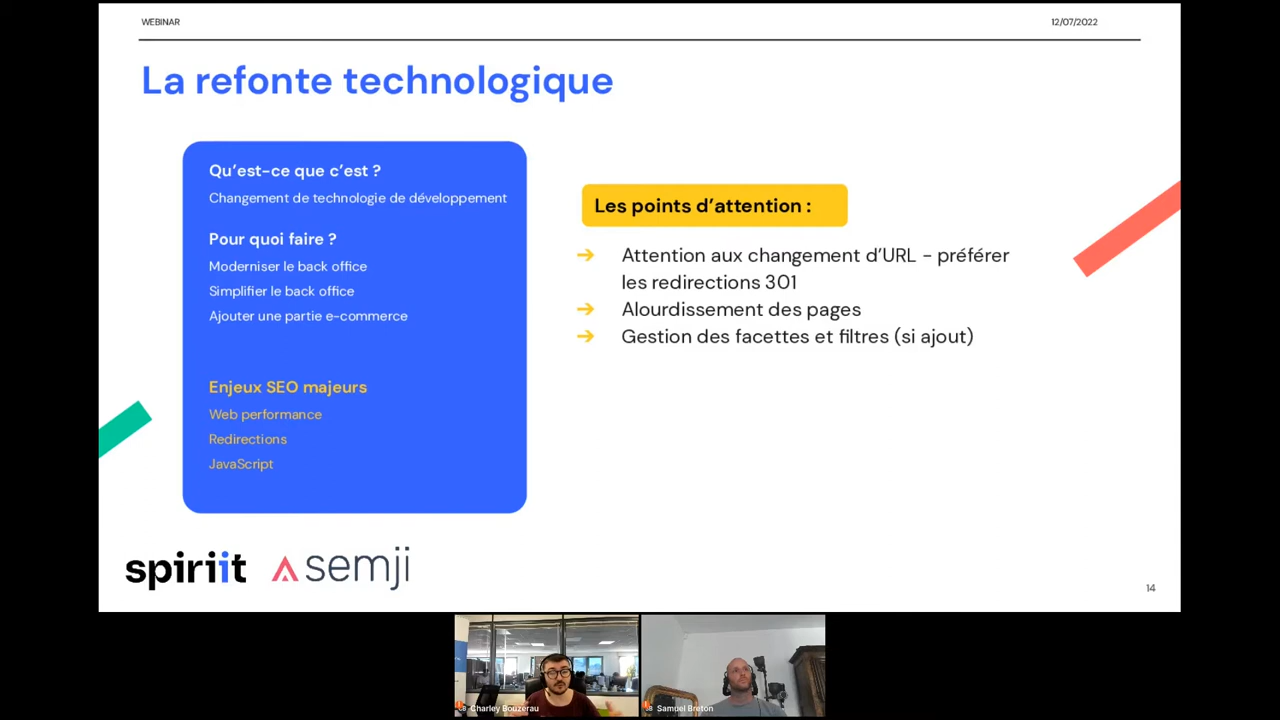 WEBINAR
12/07/2022
La refonte technologique
Qu’est-ce que c’est ?
Changement de technologie de développement
Pour quoi faire ?
Moderniser le back office
Simplifier le back office
Ajouter une partie e-commerce
Enjeux SEO majeurs
Web performance
Redirections
JavaScript
Les points d’attention :
➔ Attention aux changement d’URL - préférer
les redirections 301
➔ Alourdissement des pages
➔ Gestion des facettes et filtres (si ajout)
spiriit
semji
14
Charley Bouzerau
Samuel Breton